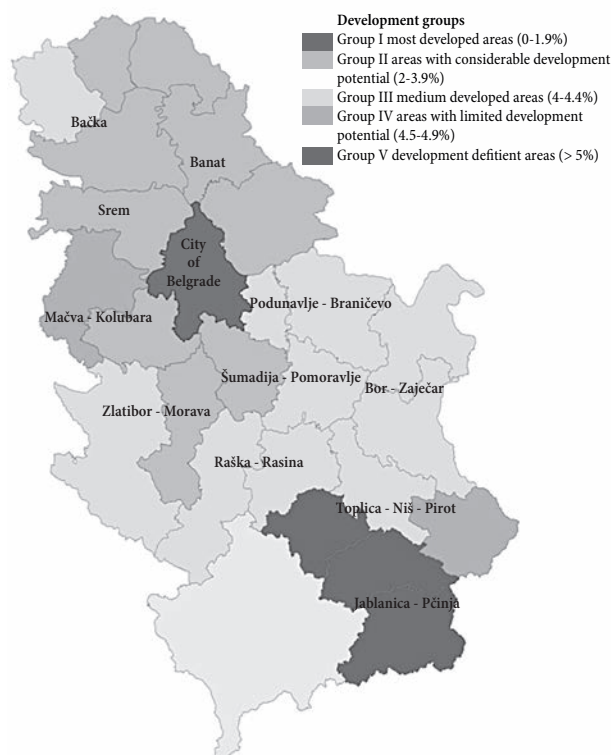 Development groups
Group I most developed areas (0-1.9%)
Group II areas with considerable development
potential (2-3.9%)
Group III medium developed areas (4-4.4%)
Group IV areas with limited development
potential (4.5-4.9%)
Group V development defitient areas (> 5%)
Bačka
Banat
Srem
City
of
Belgrade
Podunavlje - Braničevo
Mačva - Kolubara
Šumadija - Pomoravlje
Bor - Zaječar
Zlatibor - Morava
Raška - Rasina
Toplica - Niš - Pirot
Jablanica - Pčinja